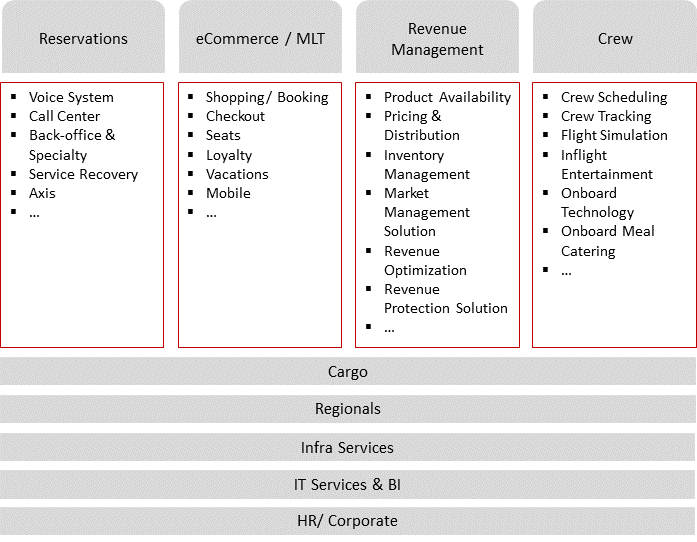 Reservations
eCommerce / MLT
Revenue
Management
Crew
▪ Voice System
▪ Call Center
▪ Back-office &
Specialty
▪ Service Recovery
▪ Axis
▪ ...
▪ Shopping/ Booking
▪ Checkout
▪ Seats
▪ Loyalty
▪ Vacations
▪ Mobile
▪ ...
▪ Product Availability
▪ Pricing &
Distribution
▪ Inventory
Management
▪ Market
Management
Solution
▪ Revenue
Optimization
▪ Revenue
Protection Solution
▪ ...
▪ Crew Scheduling
▪ Crew Tracking
▪ Flight Simulation
▪ Inflight
Entertainment
▪ Onboard
Technology
▪ Onboard Meal
Catering
▪ ...
Cargo
Regionals
Infra Services
IT Services & BI
HR/ Corporate